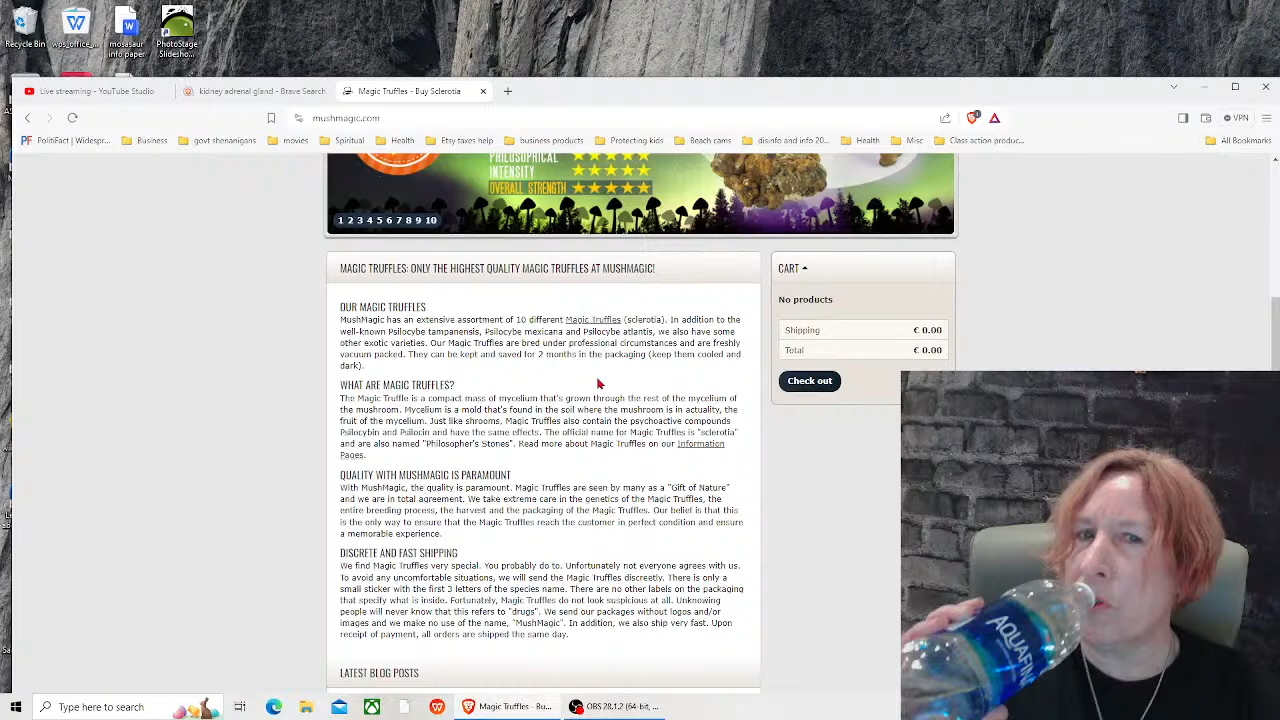 Recycle Bin
wps_office_...
mosasaur
info paper
PhotoStage
Slidesho...
Live streaming - YouTube Studio
kidney adrenal gland - Brave Search
Magic Truffles - Buy Sclerotia
mushmagic.com
VPN
PolitiFact | Widespr...
Business
govt shenanigans
movies
Spiritual
Health
Etsy taxes help
business products
Protecting kids
Beach cams
disinfo and info 20...
Health
Misc
Class action produc...
All Bookmarks
PHILOSOPHICAL
INTENSITY
OVERALL STRENGTH
1 2 3 4 5 6 7 8 9 10
MAGIC TRUFFLES: ONLY THE HIGHEST QUALITY MAGIC TRUFFLES AT MUSHMAGIC!
OUR MAGIC TRUFFLES
MushMagic has an extensive assortment of 10 different Magic Truffles (sclerotia). In addition to the
well-known Psilocybe tampanensis, Psilocybe mexicana and Psilocybe atlantis, we also have some
other exotic varieties. Our Magic Truffles are bred under professional circumstances and are freshly
vacuum packed. They can be kept and saved for 2 months in the packaging (keep them cooled and
dark).
WHAT ARE MAGIC TRUFFLES?
The Magic Truffle is a compact mass of mycelium that's grown through the rest of the mycelium of
the mushroom. Mycelium is a mold that's found in the soil where the mushroom is in actuality, the
fruit of the mycelium. Just like shrooms, Magic Truffles also contain the psychoactive compounds
Psilocybin and Psilocin and have the same effects. The official name for Magic Truffles is "sclerotia"
and are also named "Philosopher's Stones". Read more about Magic Truffles on our Information
Pages.
QUALITY WITH MUSHMAGIC IS PARAMOUNT
With MushMagic, the quality is paramount. Magic Truffles are seen by many as a "Gift of Nature"
and we are in total agreement. We take extreme care in the genetics of the Magic Truffles, the
entire breeding process, the harvest and the packaging of the Magic Truffles. Our belief is that this
is the only way to ensure that the Magic Truffles reach the customer in perfect condition and ensure
a memorable experience.
DISCRETE AND FAST SHIPPING
We find Magic Truffles very special. You probably do to. Unfortunately not everyone agrees with us.
To avoid any uncomfortable situations, we will send the Magic Truffles discreetly. There is only a
small sticker with the first 3 letters of the species name. There are no other labels on the packaging
that specify what is inside. Fortunately, Magic Truffles do not look suspicious at all. Unknowing
people will never know that this refers to "drugs". We send our packages without logos and/or
images and we make no use of the name, "MushMagic". In addition, we also ship very fast. Upon
receipt of payment, all orders are shipped the same day.
LATEST BLOG POSTS
CART
No products
Shipping € 0.00
Total € 0.00
Check out
AQUAFINA
Type here to search
Magic Truffles - Bu...
OBS 28.1.2 (64-bit, ...